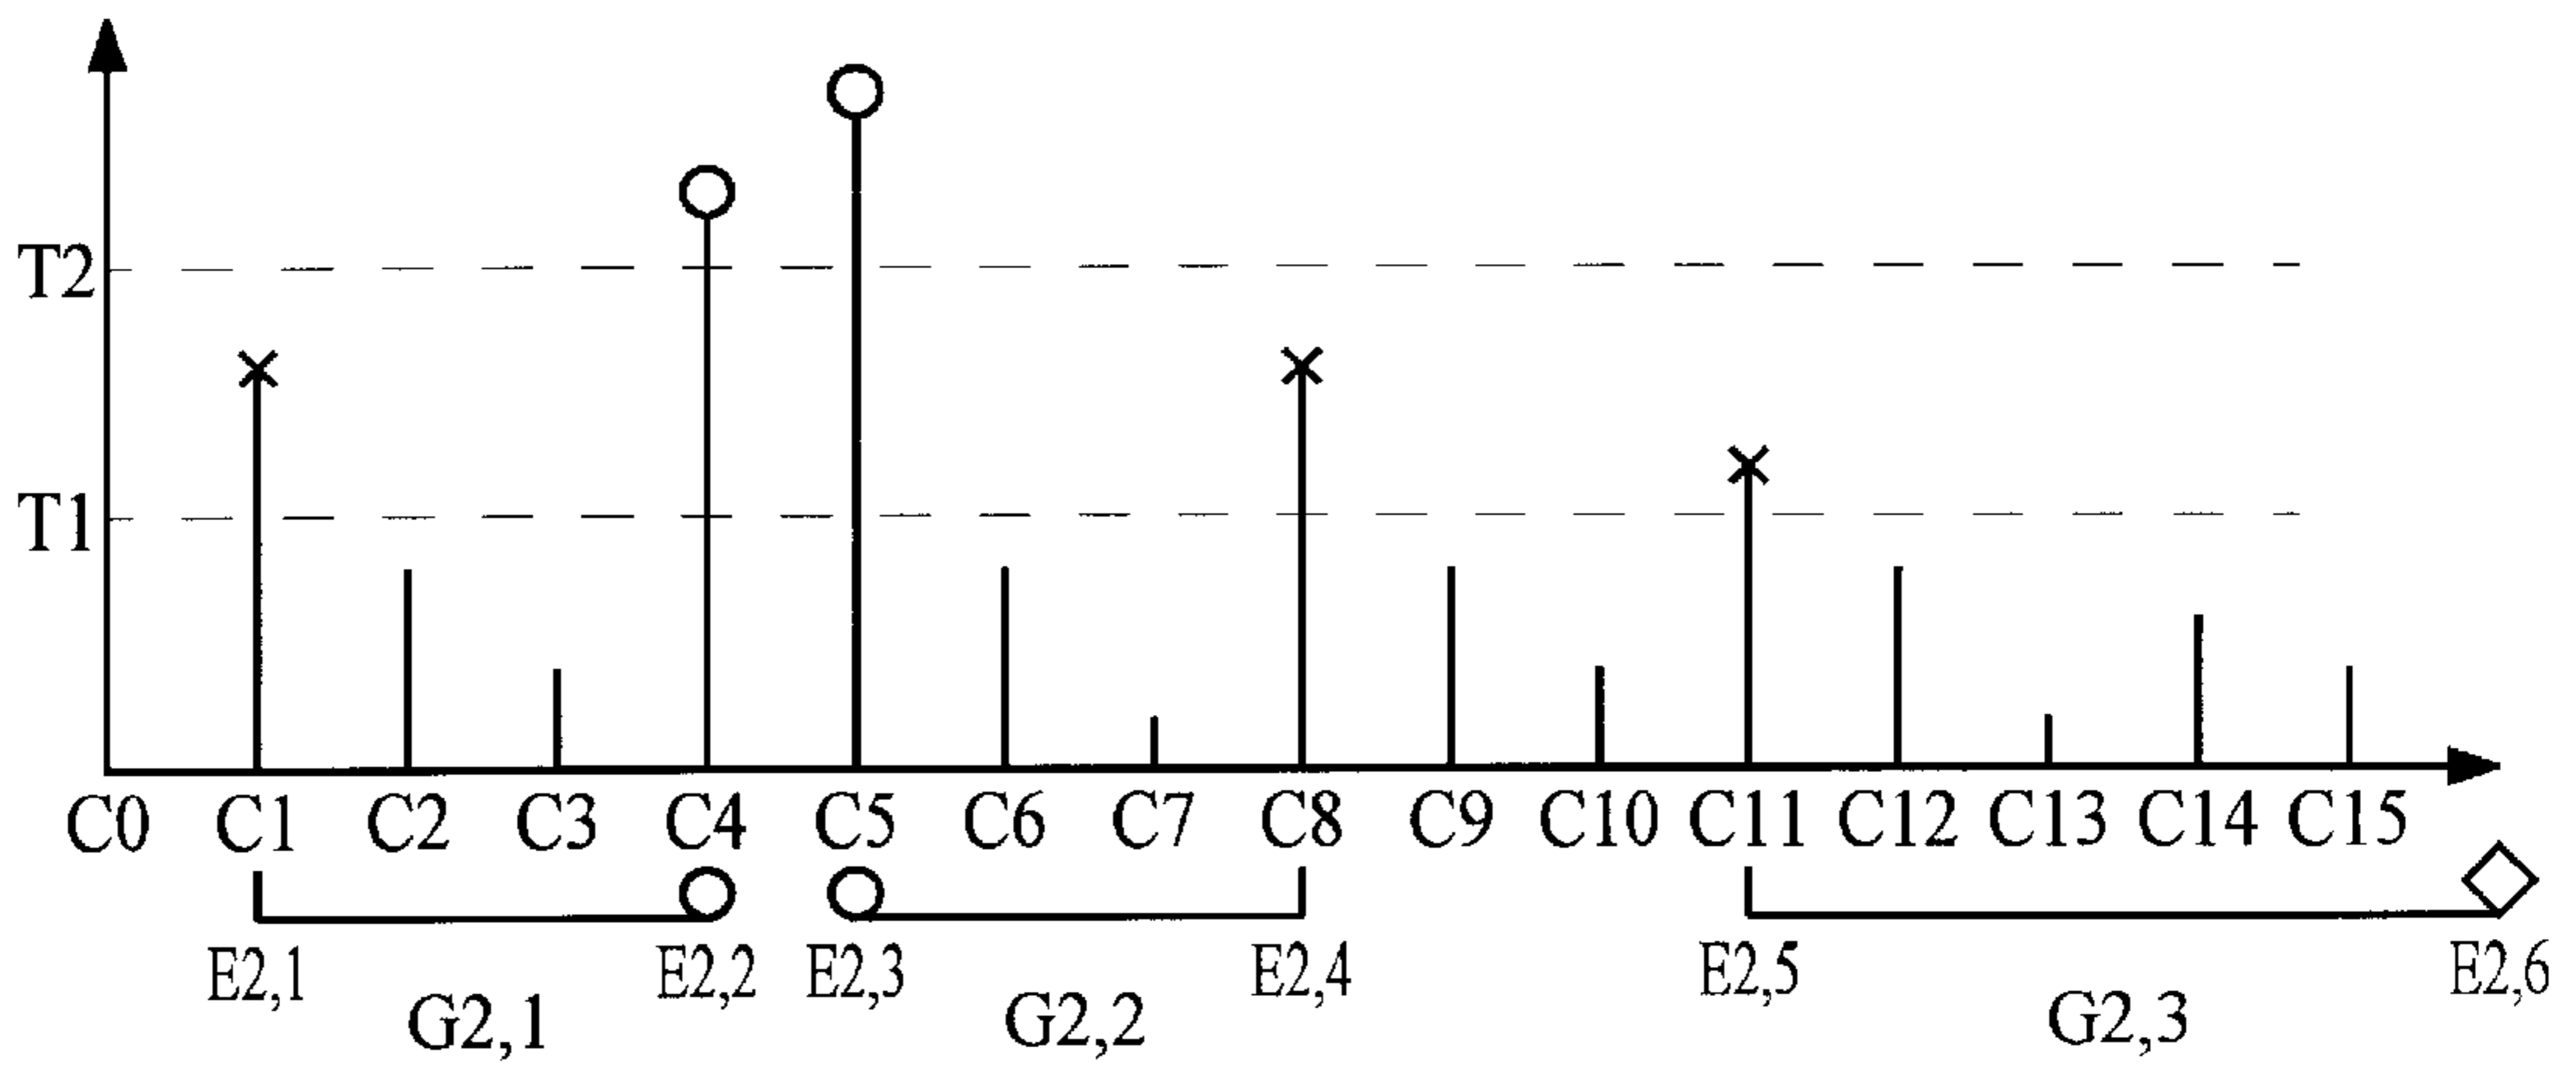 T2
T1
C0 C1 C2 C3 C4 C5 C6 C7 C8 C9 C10 C11 C12 C13 C14 C15
E2,1 E2,2 E2,3 E2,4 E2,5 E2,6
G2,1 G2,2 G2,3